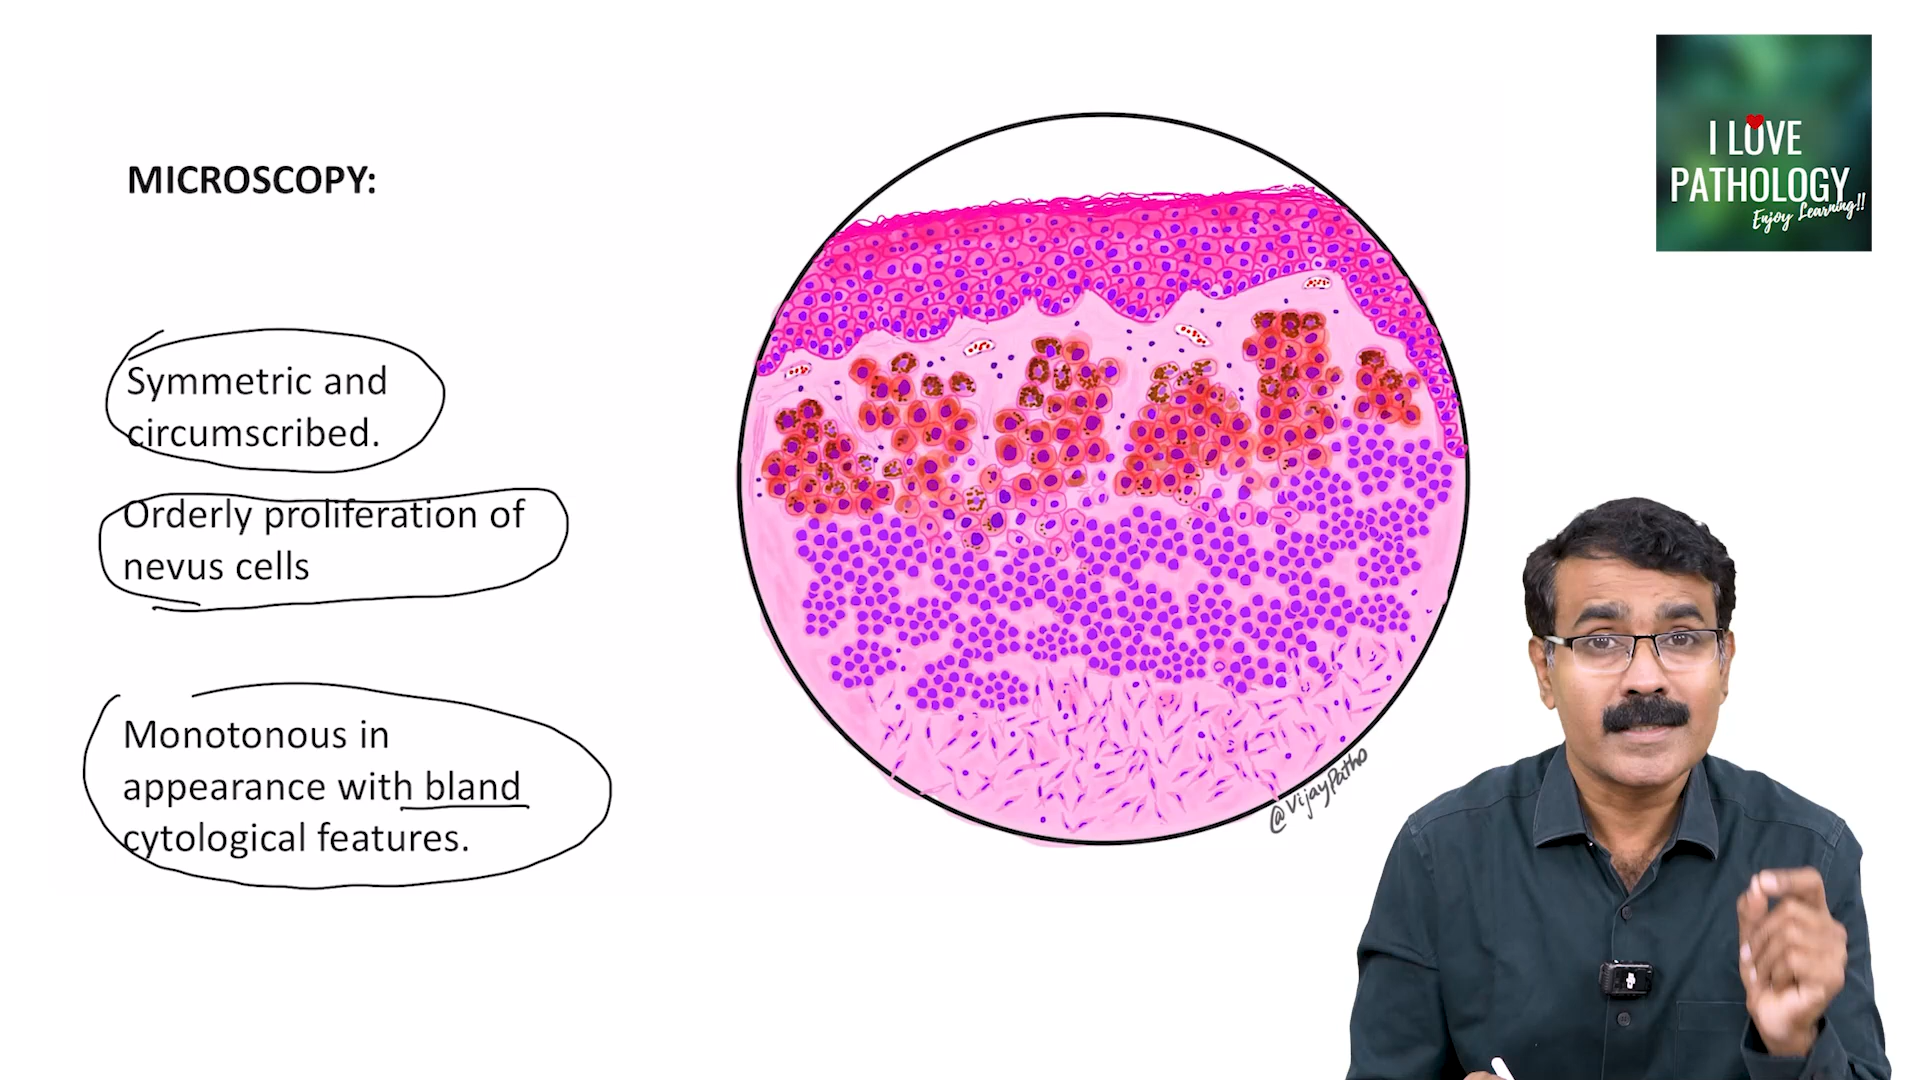 MICROSCOPY:
Symmetric and
circumscribed.
Orderly proliferation of
nevus cells
Monotonous in
appearance with bland
cytological features.
@VijayPatho
I LOVE
PATHOLOGY
Enjoy Learning!!